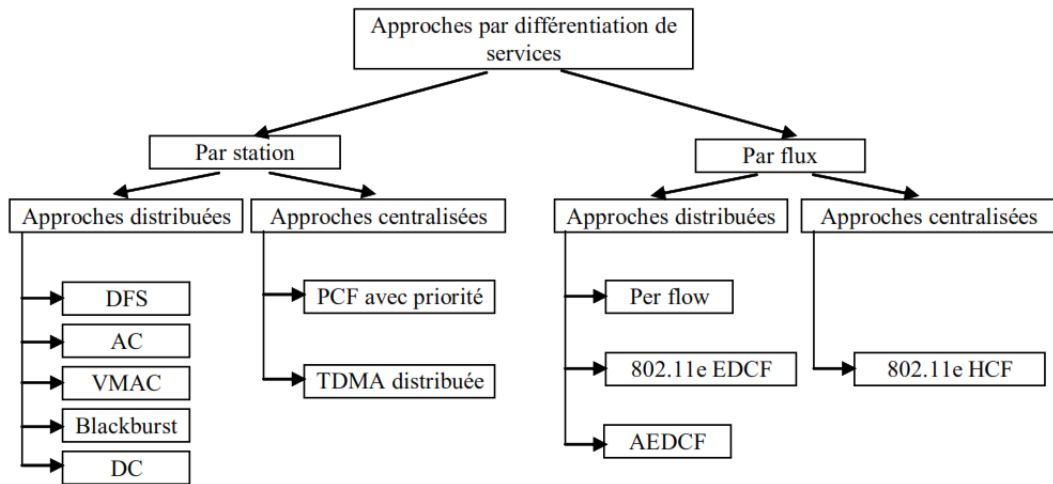 Approches par différentiation de
services
Par station
Par flux
Approches distribuées
Approches centralisées
Approches distribuées
Approches centralisées
DFS
AC
VMAC
Blackburst
DC
PCF avec priorité
TDMA distribuée
Per flow
802.11e EDCF
AEDCF
802.11e HCF